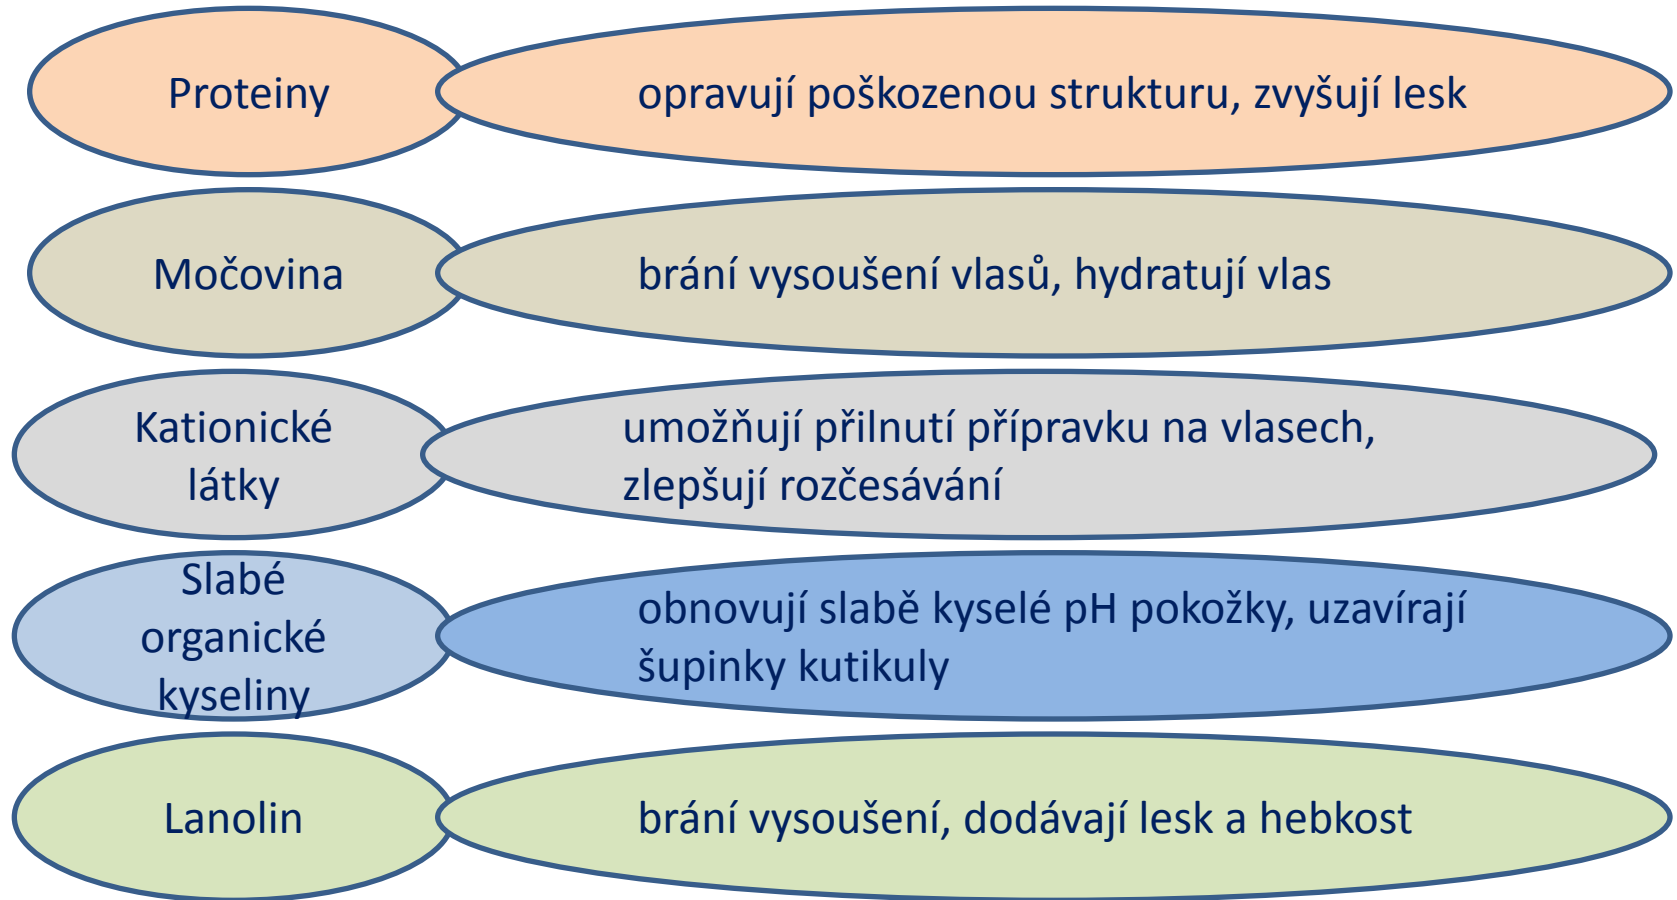 Proteiny
opravují poškozenou strukturu, zvyšují lesk
Močovina
brání vysoušení vlasů, hydratují vlas
Kationické
látky
umožňují přilnutí přípravku na vlasech,
zlepšují rozčesávání
Slabé
organické
kyseliny
obnovují slabě kyselé pH pokožky, uzavírají
šupinky kutikuly
Lanolin
brání vysoušení, dodávají lesk a hebkost